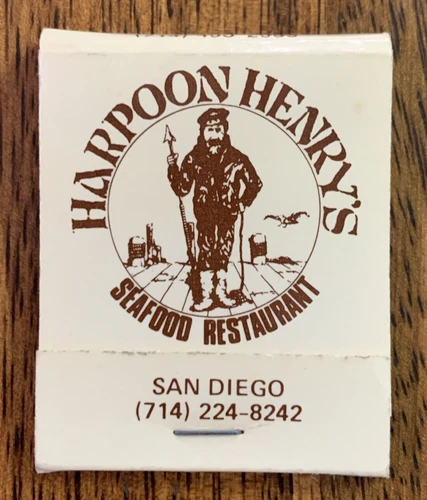 HARPOON HENRY'S
SEAFOOD RESTAURANT
SAN DIEGO
(714) 224-8242